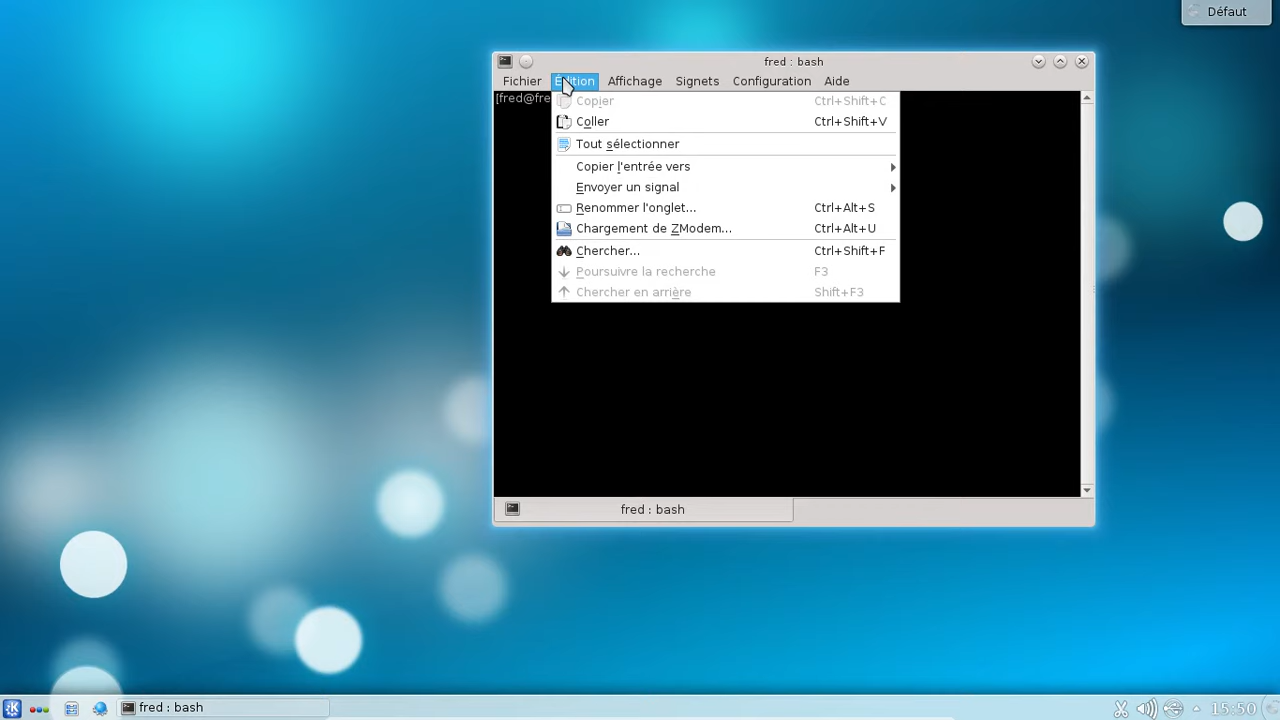 Défaut
fred : bash
Fichier Édition Affichage Signets Configuration Aide
[fred@fre
Copier Ctrl+Shift+C
Coller Ctrl+Shift+V
Tout sélectionner
Copier l'entrée vers
Envoyer un signal
Renommer l'onglet... Ctrl+Alt+S
Chargement de ZModem... Ctrl+Alt+U
Chercher... Ctrl+Shift+F
Poursuivre la recherche F3
Chercher en arrière Shift+F3
fred : bash
fred : bash 15:50